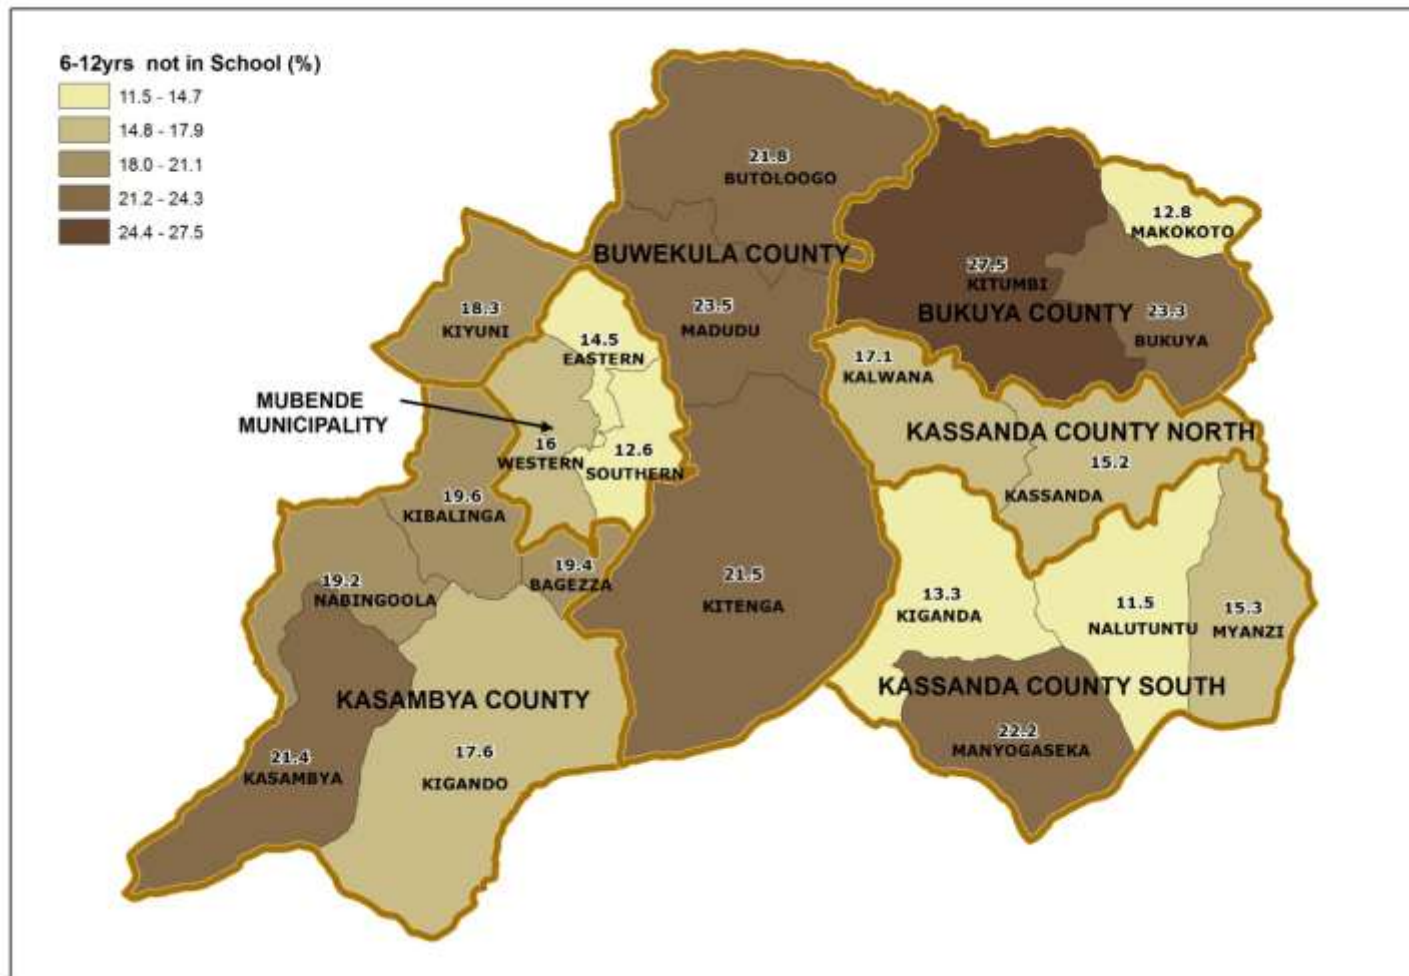 6-12yrs not in School (%)
11.5 - 14.7
14.8 - 17.9
18.0 - 21.1
21.2 - 24.3
24.4 - 27.5
21.8
BUTOLOOGO
12.8
MAKOKOTO
BUWEKULA COUNTY
27.5
KITUMBI
BUKUYA COUNTY
23.3
BUKUYA
18.3
KIYUNI
23.5
MADUDU
14.5
EASTERN
17.1
KALWANA
MUBENDE
MUNICIPALITY
KASSANDA COUNTY NORTH
16
WESTERN
12.6
SOUTHERN
15.2
KASSANDA
19.6
KIBALINGA
19.2
NABINGOOLA
19.4
BAGEZZA
21.5
KITENGA
13.3
KIGANDA
11.5
NALUTUNTU
15.3
MYANZI
KASAMBYA COUNTY
KASSANDA COUNTY SOUTH
21.4
KASAMBYA
17.6
KIGANDO
22.2
MANYOGASEKA